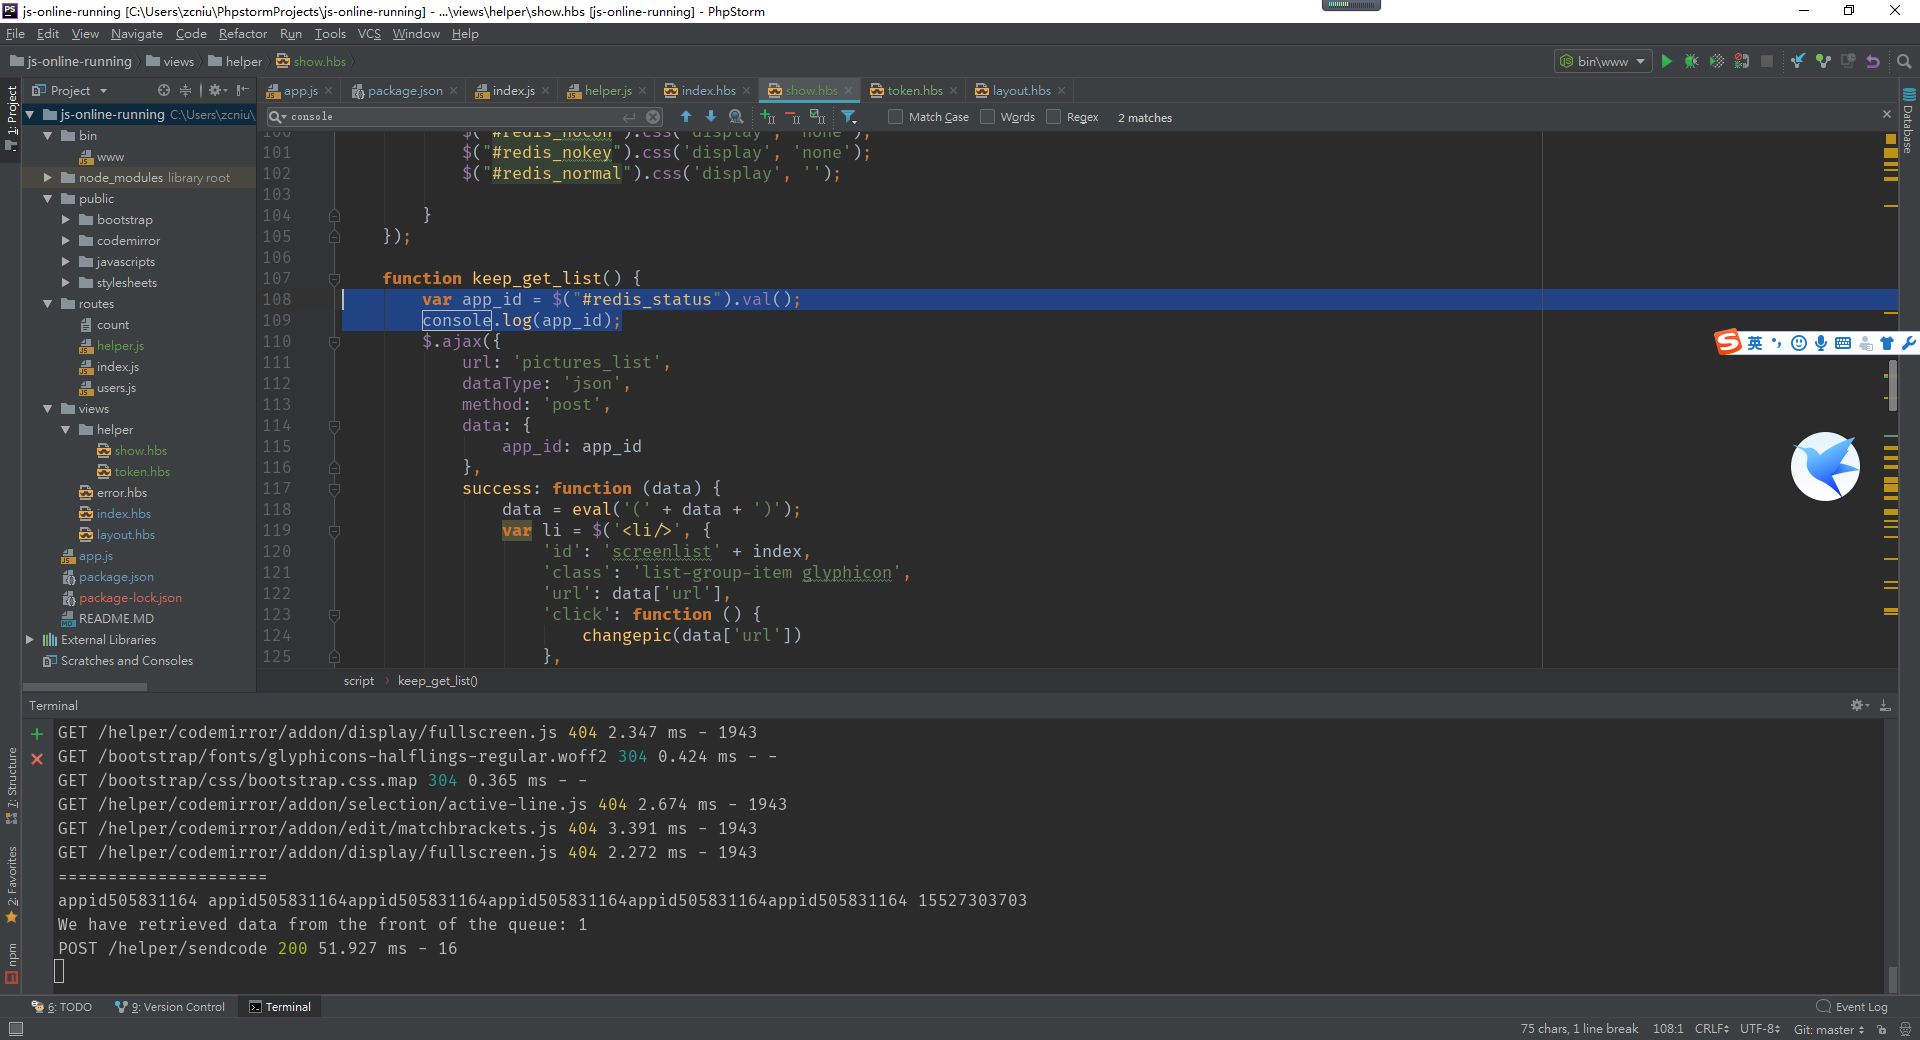 js-online-running [C:\Users\zcniu\PhpstormProjects\js-online-running] - ...\views\helper\show.hbs [js-online-running] - PhpStorm
File Edit View Navigate Code Refactor Run Tools VCS Window Help
js-online-running views helper show.hbs
bin\www
Project
app.js package.json index.js helper.js index.hbs show.hbs token.hbs layout.hbs
console
Match Case Words Regex 2 matches
1: Project
7: Structure
2: Favorites
npm
Database
js-online-running C:\Users\zcniu\
bin
www
node_modules library root
public
bootstrap
codemirror
javascripts
stylesheets
routes
count
helper.js
index.js
users.js
views
helper
show.hbs
token.hbs
error.hbs
index.hbs
layout.hbs
app.js
package.json
package-lock.json
README.MD
External Libraries
Scratches and Consoles
100 $("#redis_nocon").css('display', 'none');
101 $("#redis_nokey").css('display', 'none');
102 $("#redis_normal").css('display', '');
103
104 }
105 });
106
107 function keep_get_list() {
108 var app_id = $("#redis_status").val();
109 console.log(app_id);
110 $.ajax({
111 url: 'pictures_list',
112 dataType: 'json',
113 method: 'post',
114 data: {
115 app_id: app_id
116 },
117 success: function (data) {
118 data = eval('(' + data + ')');
119 var li = $('<li/>', {
120 'id': 'screenlist' + index,
121 'class': 'list-group-item glyphicon',
122 'url': data['url'],
123 'click': function () {
124 changepic(data['url'])
125 },
英
script keep_get_list()
Terminal
GET /helper/codemirror/addon/display/fullscreen.js 404 2.347 ms - 1943
GET /bootstrap/fonts/glyphicons-halflings-regular.woff2 304 0.424 ms - -
GET /bootstrap/css/bootstrap.css.map 304 0.365 ms - -
GET /helper/codemirror/addon/selection/active-line.js 404 2.674 ms - 1943
GET /helper/codemirror/addon/edit/matchbrackets.js 404 3.391 ms - 1943
GET /helper/codemirror/addon/display/fullscreen.js 404 2.272 ms - 1943
=====================
appid505831164 appid505831164appid505831164appid505831164appid505831164appid505831164 15527303703
We have retrieved data from the front of the queue: 1
POST /helper/sendcode 200 51.927 ms - 16
6: TODO 9: Version Control Terminal Event Log
75 chars, 1 line break 108:1 CRLF UTF-8 Git: master